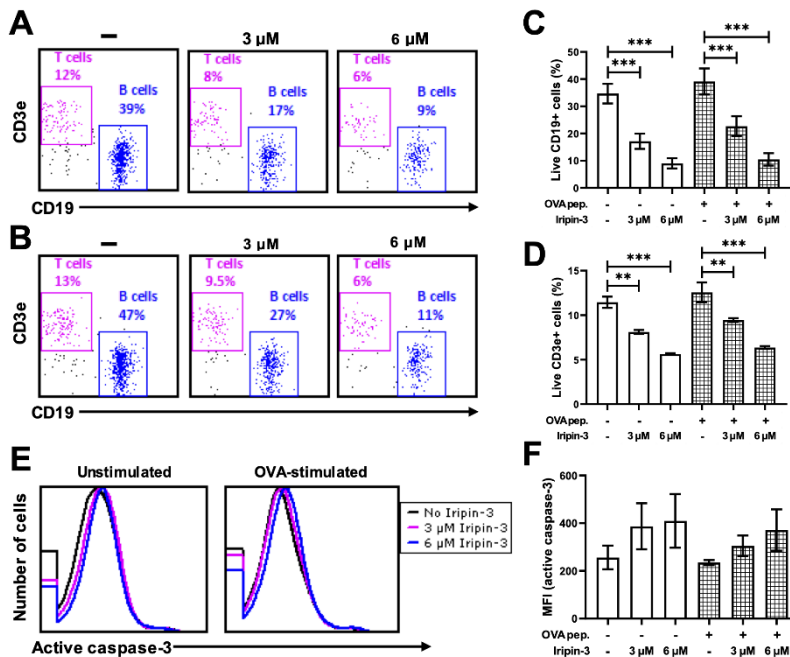 A
– 3 µM 6 µM
T cells
12%
B cells
39%
T cells
8%
B cells
17%
T cells
6%
B cells
9%
CD3e
CD19
B
– 3 µM 6 µM
T cells
13%
B cells
47%
T cells
9.5%
B cells
27%
T cells
6%
B cells
11%
CD3e
CD19
C
Live CD19+ cells (%)
50
40
30
20
10
0
*** *** *** ***
OVA pep. - - - + + +
Iripin-3 - 3 µM 6 µM - 3 µM 6 µM
D
Live CD3e+ cells (%)
15
10
5
0
** *** ** ***
OVA pep. - - - + + +
Iripin-3 - 3 µM 6 µM - 3 µM 6 µM
E
Unstimulated OVA-stimulated
Number of cells
No Iripin-3
3 µM Iripin-3
6 µM Iripin-3
Active caspase-3
F
MFI (active caspase-3)
600
400
200
0
OVA pep. - - - + + +
Iripin-3 - 3 µM 6 µM - 3 µM 6 µM